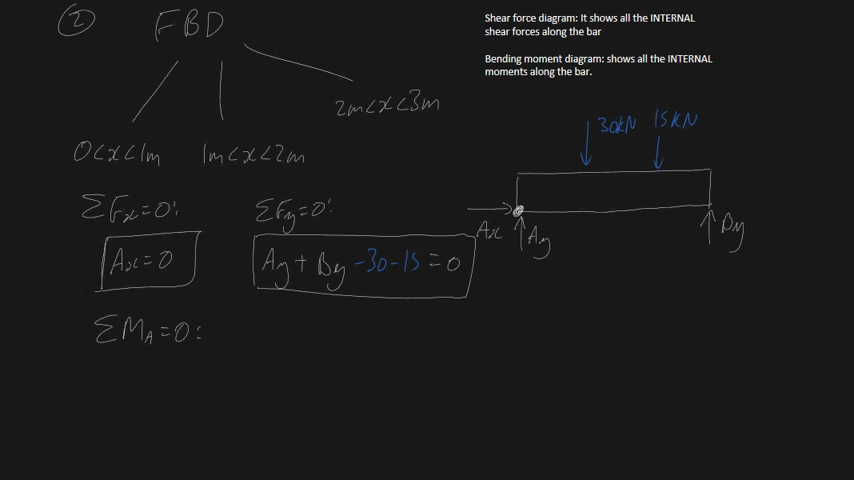 ② FBD
Shear force diagram: It shows all the INTERNAL
shear forces along the bar
Bending moment diagram: shows all the INTERNAL
moments along the bar.
0<x<1m
1m<x<2m
2m<x<3m
30kN
15kN
ΣFx=0:
ΣFy=0:
Ax=0
Ay+By-30-15=0
Ax
Ay
By
ΣMA=0: